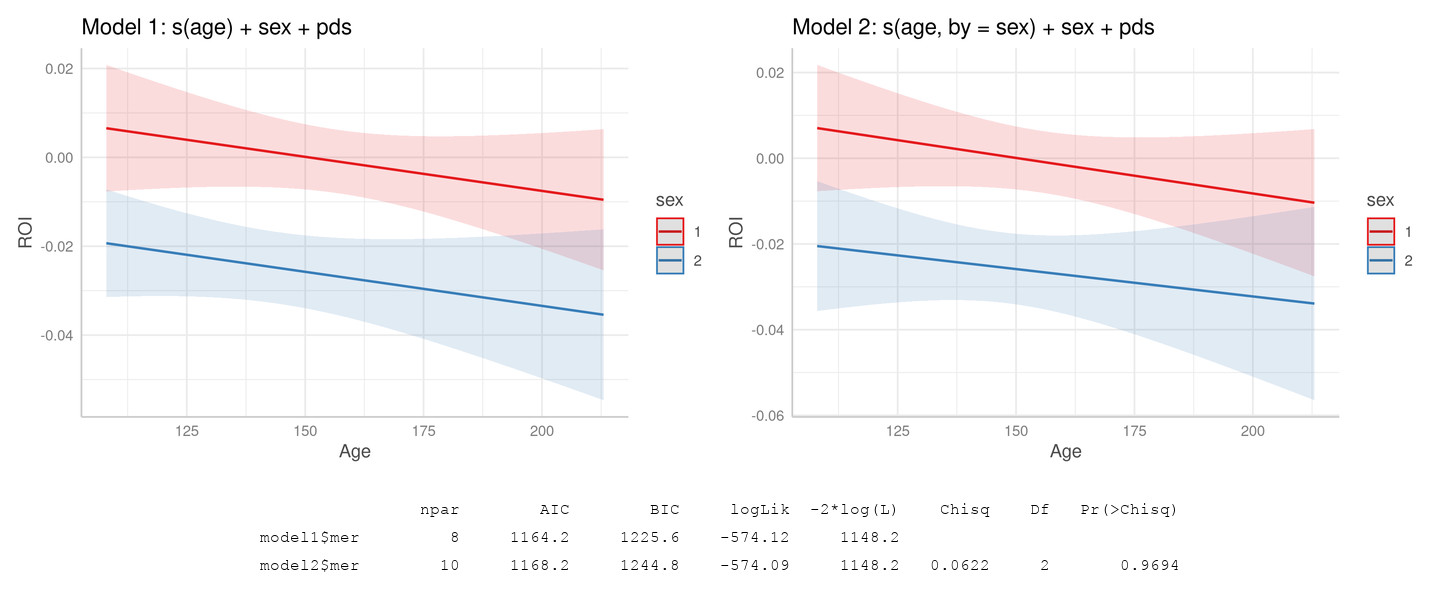 Model 1: s(age) + sex + pds
0.02
0.00
-0.02
-0.04
ROI
125
150
175
200
Age
sex
1
2
Model 2: s(age, by = sex) + sex + pds
0.02
0.00
-0.02
-0.04
-0.06
ROI
125
150
175
200
Age
sex
1
2
npar AIC BIC logLik -2*log(L) Chisq Df Pr(>Chisq)
model1$mer 8 1164.2 1225.6 -574.12 1148.2
model2$mer 10 1168.2 1244.8 -574.09 1148.2 0.0622 2 0.9694